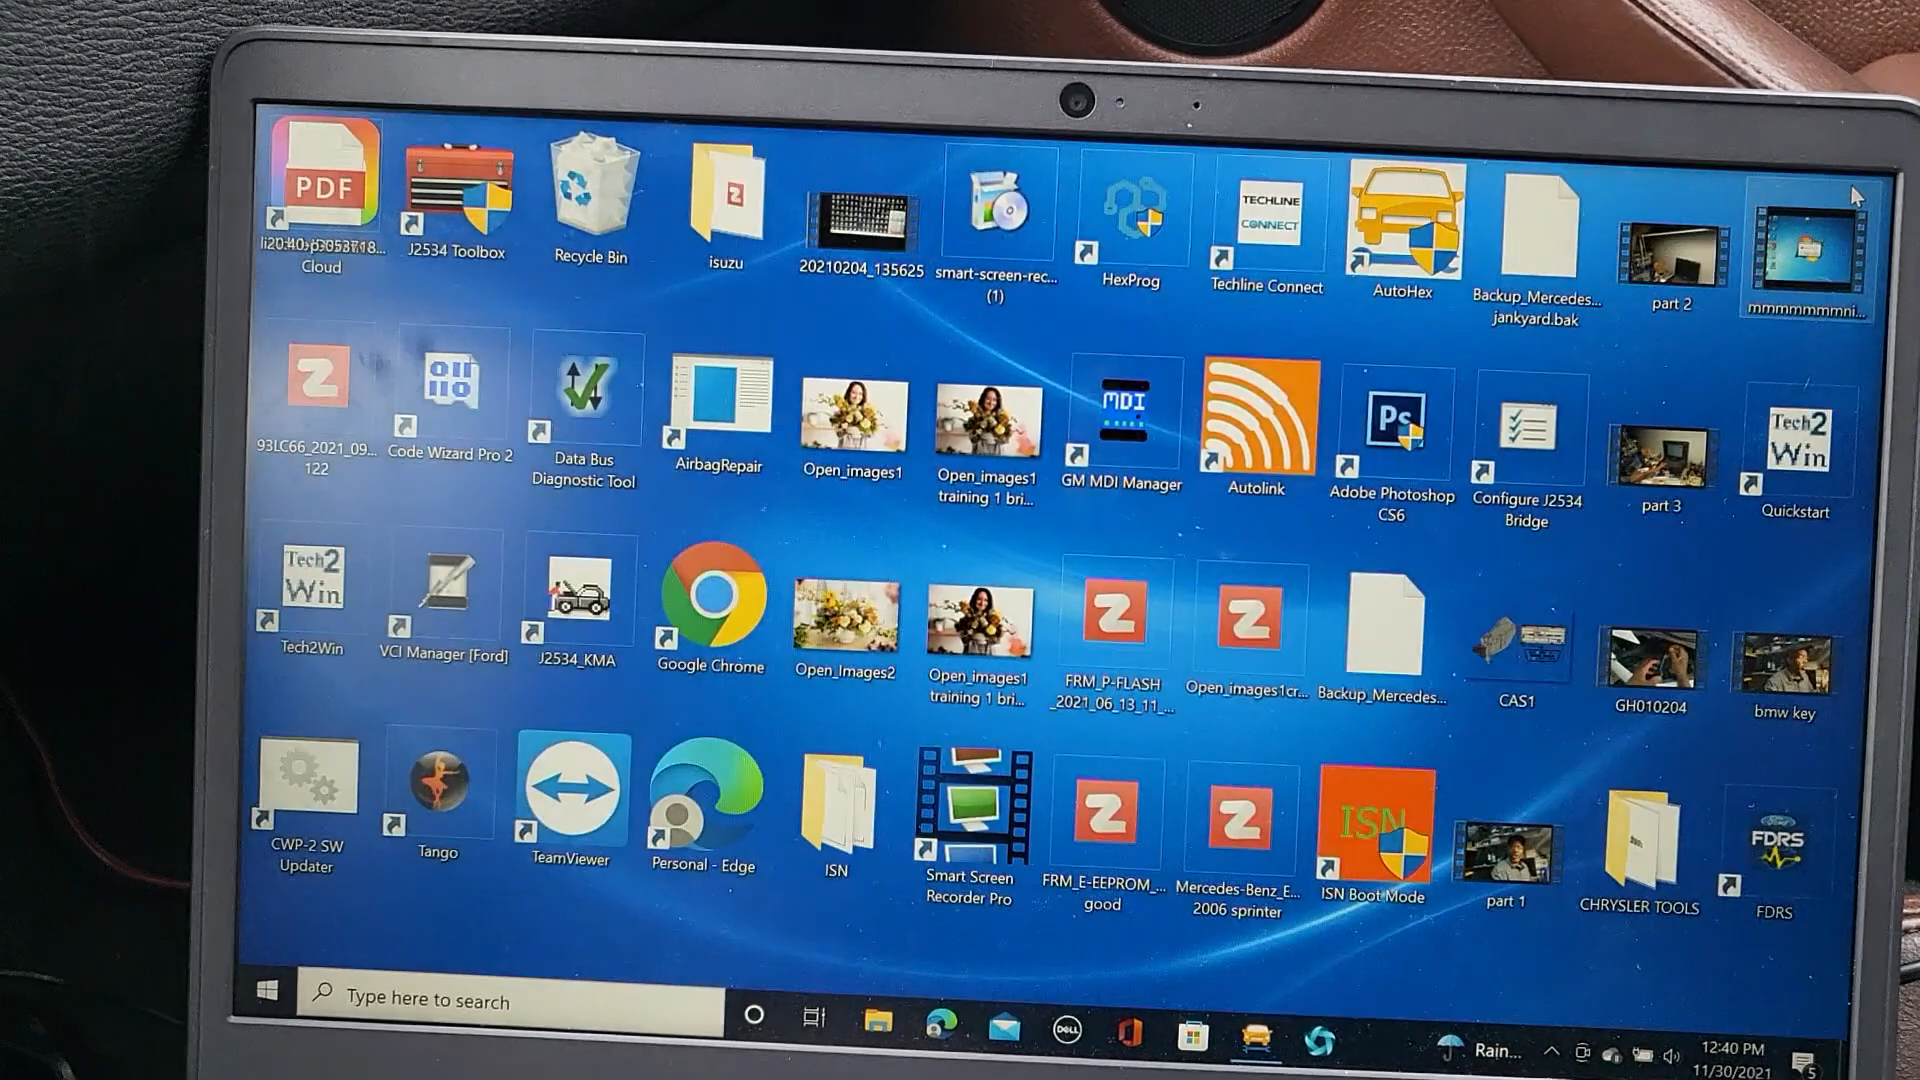 PDF
Cloud
J2534 Toolbox
Recycle Bin
isuzu
20210204_135625
smart-screen-rec...
(1)
HexProg
TECHLINE
CONNECT
Techline Connect
AutoHex
Backup_Mercedes...
jankyard.bak
part 2
mmmmmmmni...
93LC66_2021_09...
122
Code Wizard Pro 2
Data Bus
Diagnostic Tool
AirbagRepair
Open_images1
Open_images1
training 1 bri...
MDI
GM MDI Manager
Autolink
Ps
Adobe Photoshop
CS6
Configure J2534
Bridge
part 3
Tech2
Win
Quickstart
Tech2
Win
Tech2Win
VCI Manager [Ford]
J2534_KMA
Google Chrome
Open_Images2
Open_images1
training 1 bri...
FRM_P-FLASH
_2021_06_13_11_...
Open_images1cr...
Backup_Mercedes...
CAS1
GH010204
bmw key
CWP-2 SW
Updater
Tango
TeamViewer
Personal - Edge
ISN
Smart Screen
Recorder Pro
FRM_E-EEPROM_...
good
Mercedes-Benz_E...
2006 sprinter
ISN
ISN Boot Mode
part 1
CHRYSLER TOOLS
Ford
FDRS
FDRS
Type here to search
DELL
Rain...
12:40 PM
11/30/2021
5